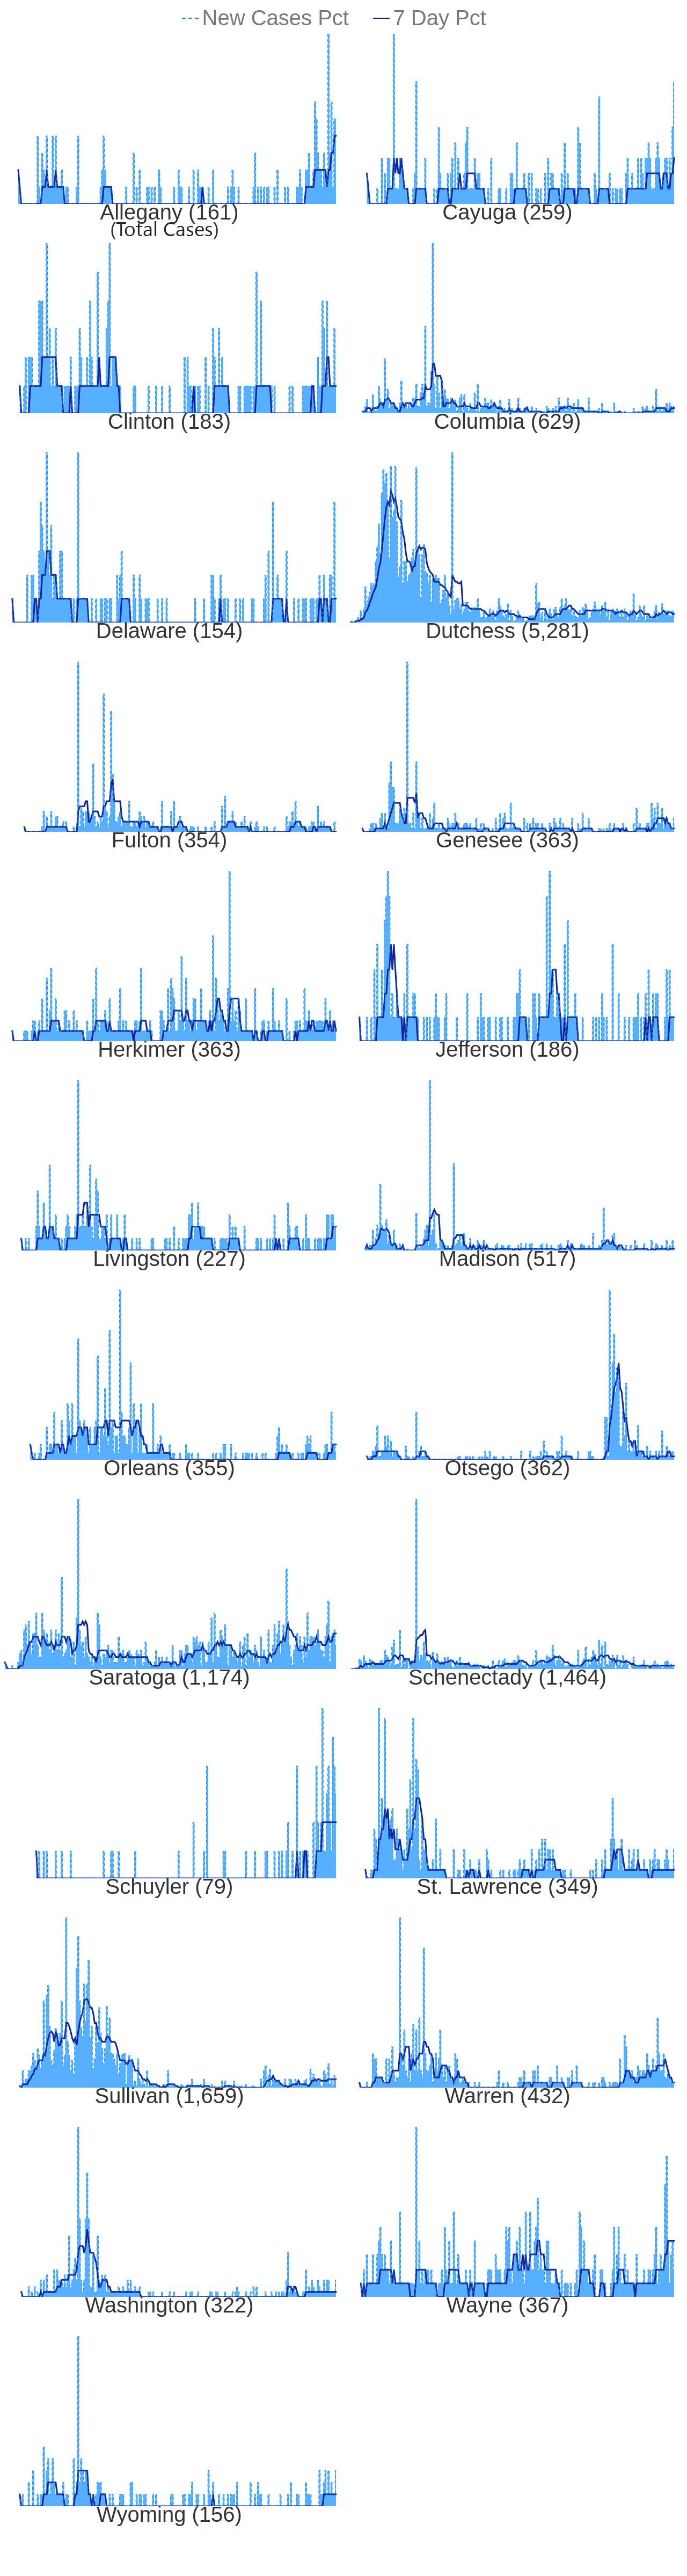 New Cases Pct 7 Day Pct
Allegany (161) Cayuga (259)
(Total Cases)
Clinton (183) Columbia (629)
Delaware (154) Dutchess (5,281)
Fulton (354) Genesee (363)
Herkimer (363) Jefferson (186)
Livingston (227) Madison (517)
Orleans (355) Otsego (362)
Saratoga (1,174) Schenectady (1,464)
Schuyler (79) St. Lawrence (349)
Sullivan (1,659) Warren (432)
Washington (322) Wayne (367)
Wyoming (156)